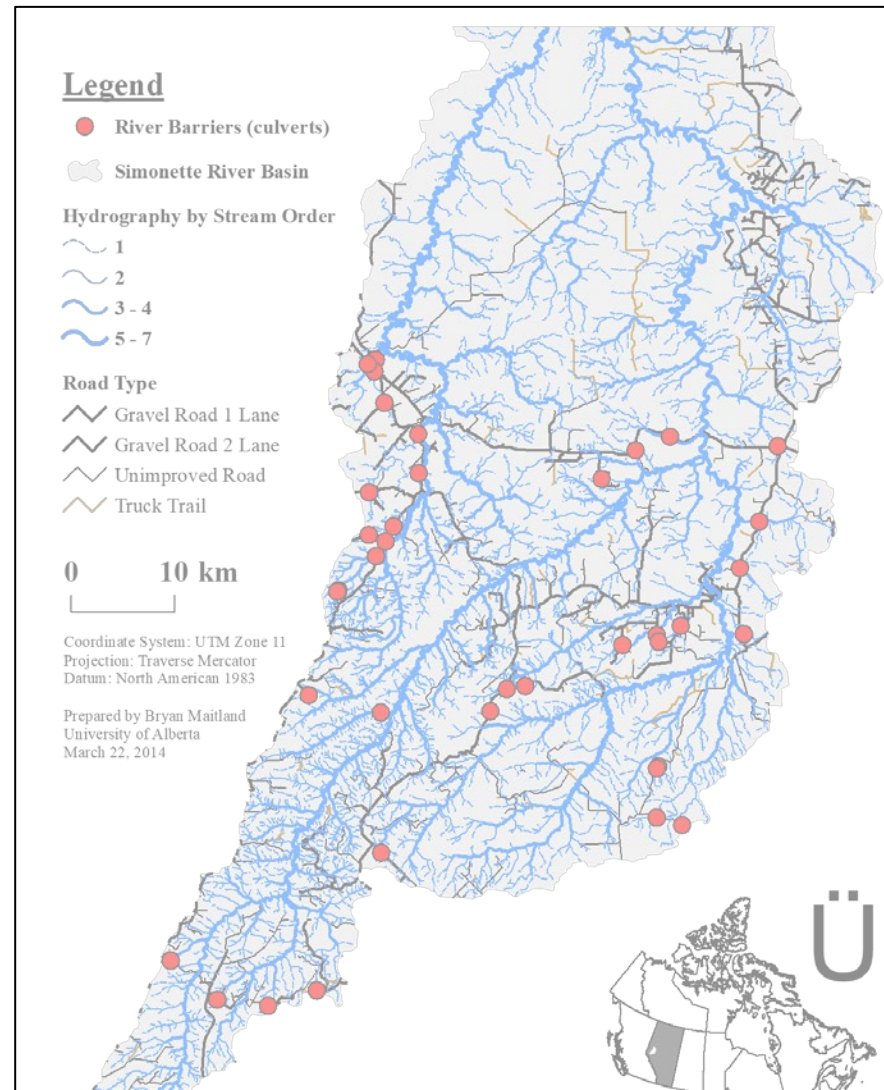 Legend
River Barriers (culverts)
Simonette River Basin
Hydrography by Stream Order
1
2
3 - 4
5 - 7
Road Type
Gravel Road 1 Lane
Gravel Road 2 Lane
Unimproved Road
Truck Trail
0 10 km
Coordinate System: UTM Zone 11
Projection: Traverse Mercator
Datum: North American 1983
Prepared by Bryan Maitland
University of Alberta
March 22, 2014
Ü